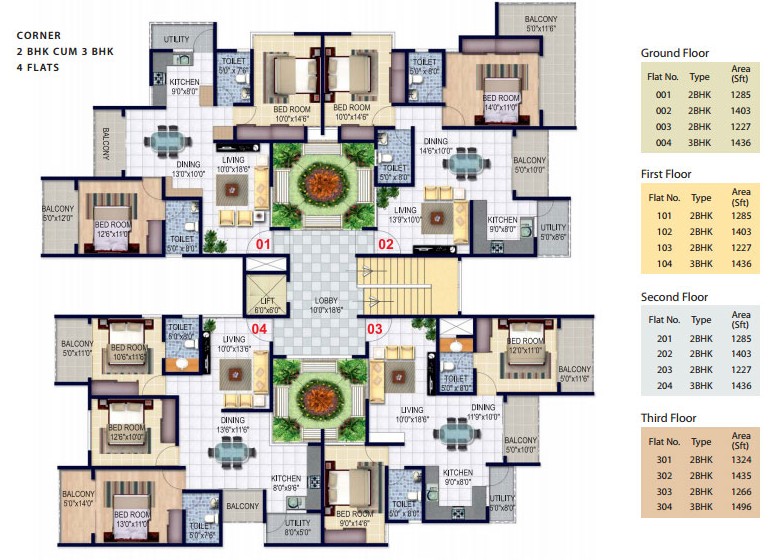 CORNER
2 BHK CUM 3 BHK
4 FLATS
UTILITY
TOILET
5'0" x 7'6"
KITCHEN
9'0"x8'0"
BED ROOM
10'0"x14'6"
BED ROOM
10'0"x14'6"
TOILET
5'0" x 8'0"
BED ROOM
14'0"x11'0"
BALCONY
5'0"x11'6"
BALCONY
DINING
13'0"x10'0"
LIVING
10'0"x18'6"
TOILET
5'0" x 8'0"
DINING
14'6"x10'0"
BALCONY
5'0"x10'0"
BALCONY
5'0"x12'0"
BED ROOM
12'6"x11'0"
TOILET
5'0"x 8'0"
LIVING
13'9"x10'0"
KITCHEN
9'0"x8'0"
UTILITY
5'0"x8'6"
01
02
LIFT
6'0"x6'0"
LOBBY
10'0"x18'6"
04
03
BALCONY
5'0"x11'0"
BED ROOM
10'6"x11'6"
TOILET
5'0"x8'0"
LIVING
10'0"x13'6"
BED ROOM
12'0"x11'0"
BALCONY
5'0"x11'6"
TOILET
5'0"x 8'0"
BED ROOM
12'6"x10'0"
DINING
13'6"x11'6"
LIVING
10'0"x18'6"
DINING
11'9"x10'0"
BALCONY
5'0"x10'0"
BALCONY
5'0"x14'0"
BED ROOM
13'0"x11'0"
TOILET
5'0"x7'6"
BALCONY
KITCHEN
8'0"x9'6"
UTILITY
8'0"x5'0"
BED ROOM
9'0"x14'6"
TOILET
5'0"x 8'0"
KITCHEN
9'0"x8'0"
UTILITY
5'0"x8'0"
Ground Floor
Flat No. Type Area (Sft)
001 2BHK 1285
002 2BHK 1403
003 2BHK 1227
004 3BHK 1436
First Floor
Flat No. Type Area (Sft)
101 2BHK 1285
102 2BHK 1403
103 2BHK 1227
104 3BHK 1436
Second Floor
Flat No. Type Area (Sft)
201 2BHK 1285
202 2BHK 1403
203 2BHK 1227
204 3BHK 1436
Third Floor
Flat No. Type Area (Sft)
301 2BHK 1324
302 2BHK 1435
303 2BHK 1266
304 3BHK 1496